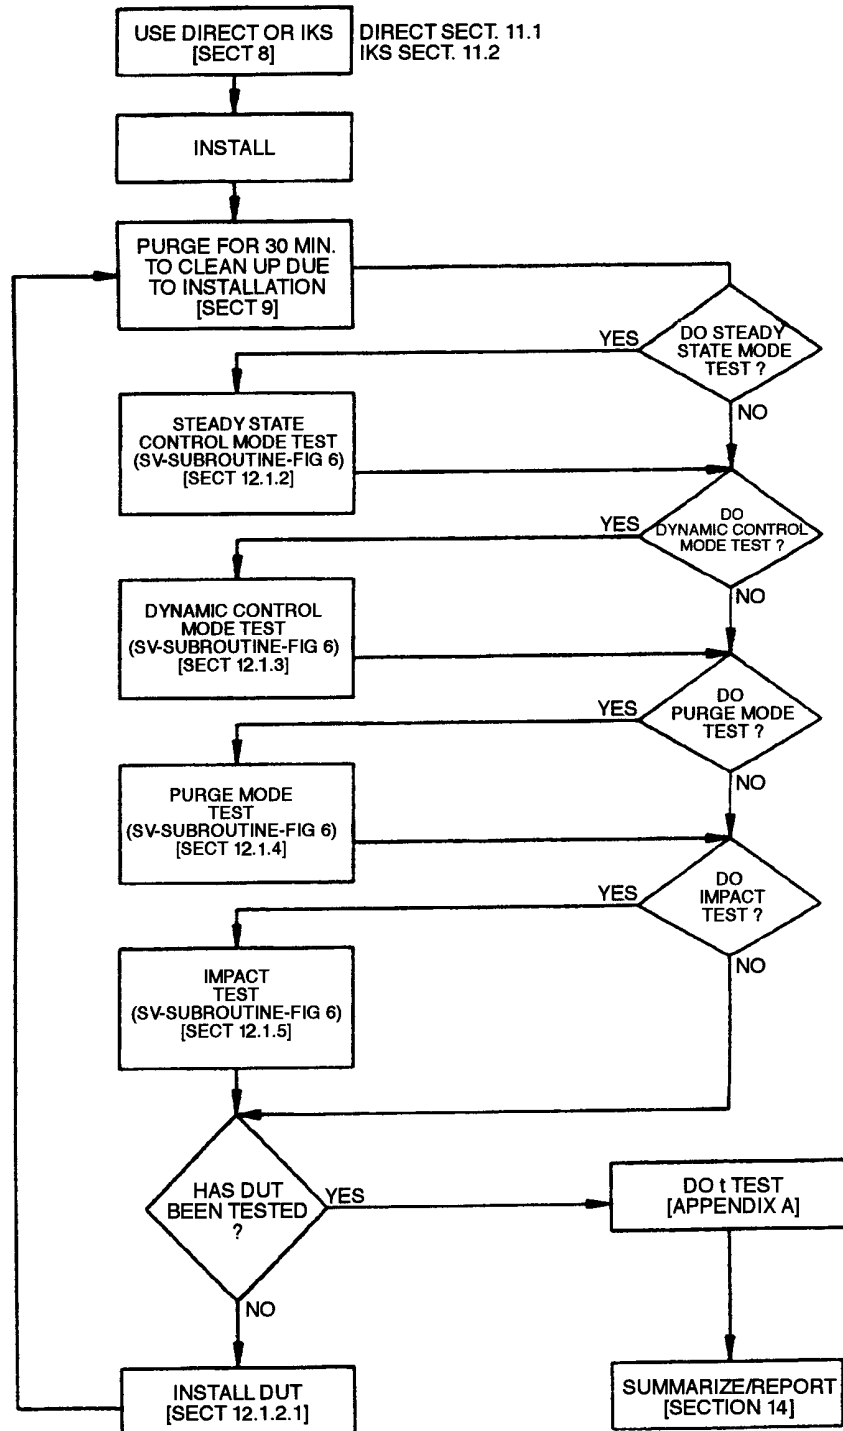 USE DIRECT OR IKS
[SECT 8]
DIRECT SECT. 11.1
IKS SECT. 11.2
INSTALL
PURGE FOR 30 MIN.
TO CLEAN UP DUE
TO INSTALLATION
[SECT 9]
DO STEADY
STATE MODE
TEST ?
YES
NO
STEADY STATE
CONTROL MODE TEST
(SV-SUBROUTINE-FIG 6)
[SECT 12.1.2]
DO
DYNAMIC CONTROL
MODE TEST ?
YES
NO
DYNAMIC CONTROL
MODE TEST
(SV-SUBROUTINE-FIG 6)
[SECT 12.1.3]
DO
PURGE MODE
TEST ?
YES
NO
PURGE MODE
TEST
(SV-SUBROUTINE-FIG 6)
[SECT 12.1.4]
DO
IMPACT
TEST ?
YES
NO
IMPACT
TEST
(SV-SUBROUTINE-FIG 6)
[SECT 12.1.5]
HAS DUT
BEEN TESTED
?
YES
NO
DO t TEST
[APPENDIX A]
INSTALL DUT
[SECT 12.1.2.1]
SUMMARIZE/REPORT
[SECTION 14]